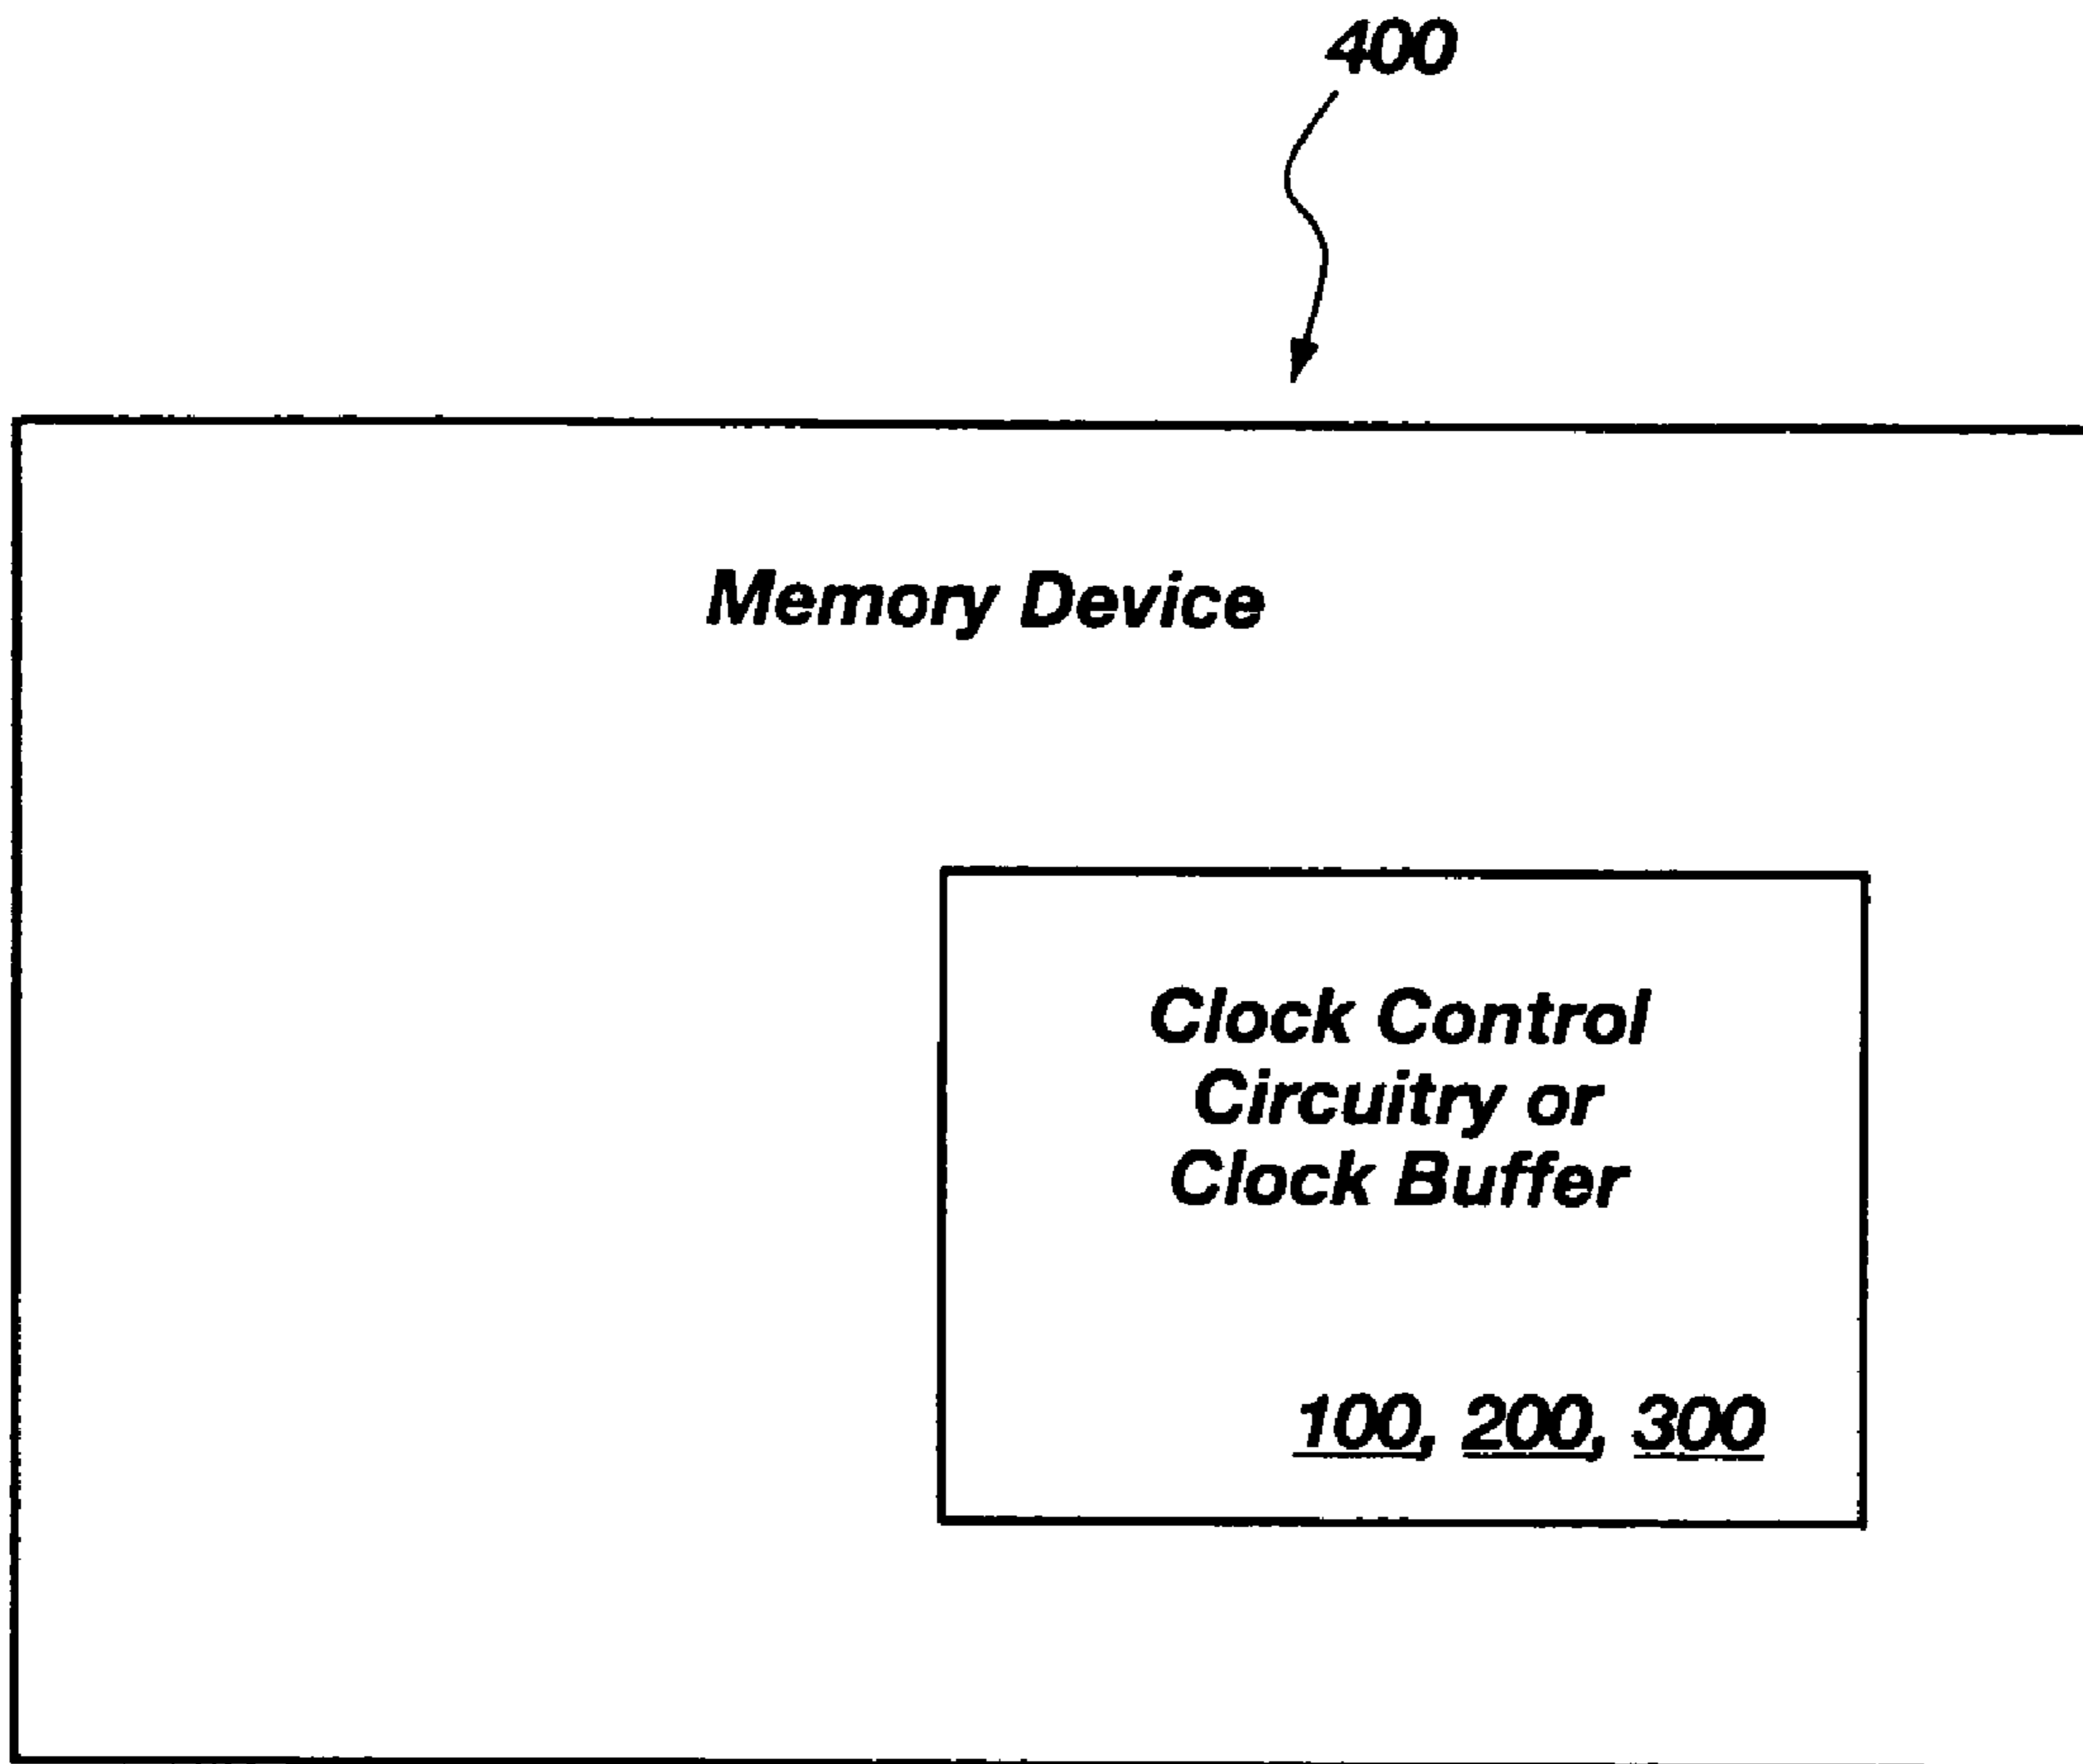 400
Memory Device
Clock Control
Circuitry or
Clock Buffer
100, 200, 300